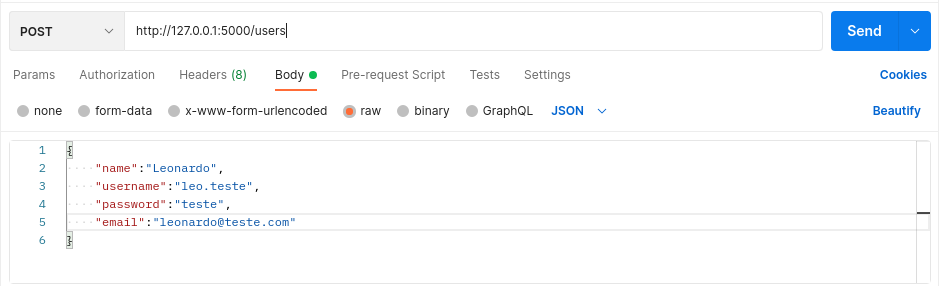 POST http://127.0.0.1:5000/users Send
Params Authorization Headers (8) Body Pre-request Script Tests Settings Cookies
none form-data x-www-form-urlencoded raw binary GraphQL JSON Beautify
1 {
2 "name":"Leonardo",
3 "username":"leo.teste",
4 "password":"teste",
5 "email":"leonardo@teste.com"
6 }